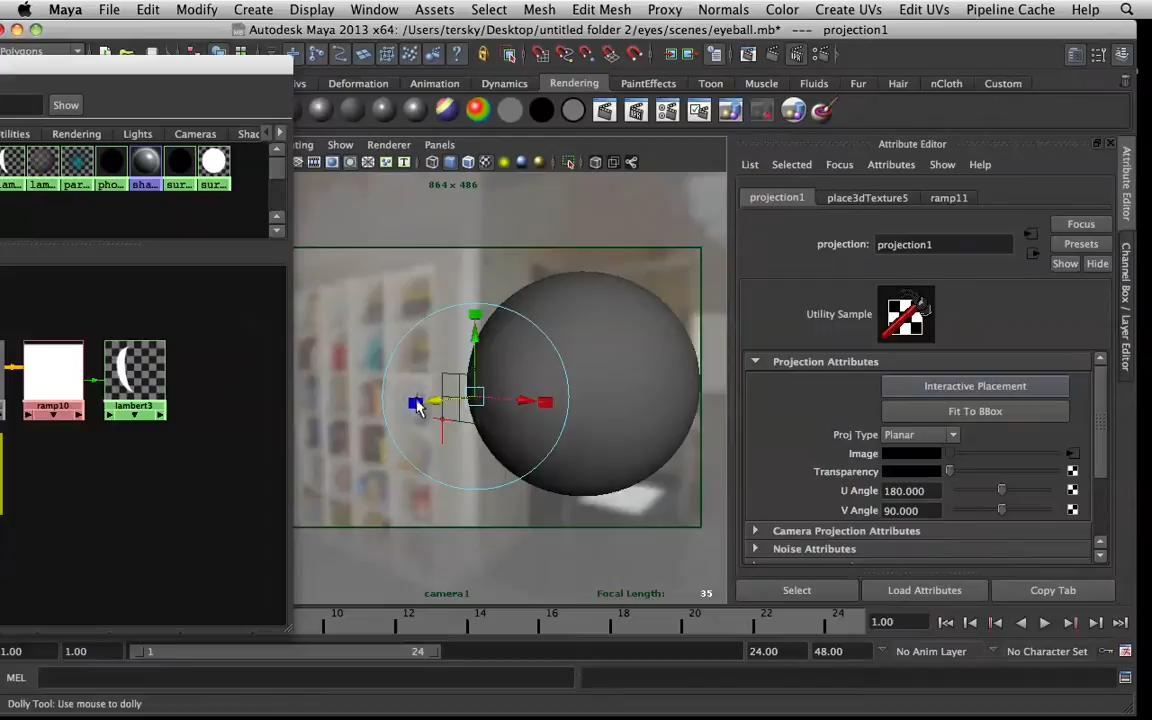 Maya File Edit Modify Create Display Window Assets Select Mesh Edit Mesh Proxy Normals Color Create UVs Edit UVs Pipeline Cache Help
Autodesk Maya 2013 x64: /Users/tersky/Desktop/untitled folder 2/eyes/scenes/eyeball.mb* --- projection1
Polygons
Deformation Animation Dynamics Rendering PaintEffects Toon Muscle Fluids Fur Hair nCloth Custom
Show
Rendering Lights Cameras
lam... par... pho... sha... sur... sur...
Show Renderer Panels
864 x 486
ramp10
lambert3
camera1
Focal Length: 35
Attribute Editor
List Selected Focus Attributes Show Help
projection1 place3dTexture5 ramp11
projection: projection1
Focus
Presets
Show Hide
Utility Sample
Projection Attributes
Interactive Placement
Fit To BBox
Proj Type Planar
Image
Transparency
U Angle 180.000
V Angle 90.000
Camera Projection Attributes
Noise Attributes
Select Load Attributes Copy Tab
Attribute Editor
Channel Box / Layer Editor
10 12 14 16 18 20 22 24
1.00
1.00 1.00 1 24 24.00 48.00 No Anim Layer No Character Set
MEL
Dolly Tool: Use mouse to dolly